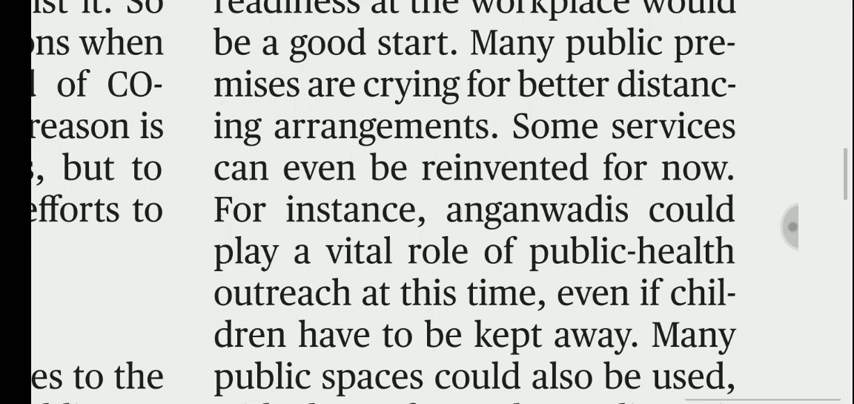 it. So
when
of CO-
reason is
but to
efforts to
to the
readiness at the workplace would
be a good start. Many public pre-
mises are crying for better distanc-
ing arrangements. Some services
can even be reinvented for now.
For instance, anganwadis could
play a vital role of public-health
outreach at this time, even if chil-
dren have to be kept away. Many
public spaces could also be used,